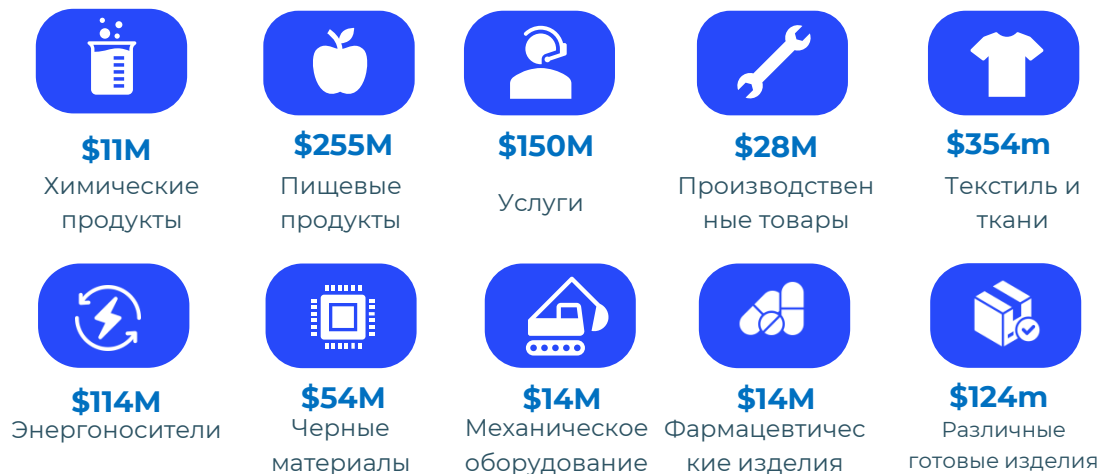 $11M
Химические
продукты
$255M
Пищевые
продукты
$150M
Услуги
$28M
Производствен
ные товары
$354m
Текстиль и
ткани
$114M
Энергоносители
$54M
Черные
материалы
$14M
Механическое
оборудование
$14M
Фармацевтичес
кие изделия
$124m
Различные
готовые изделия